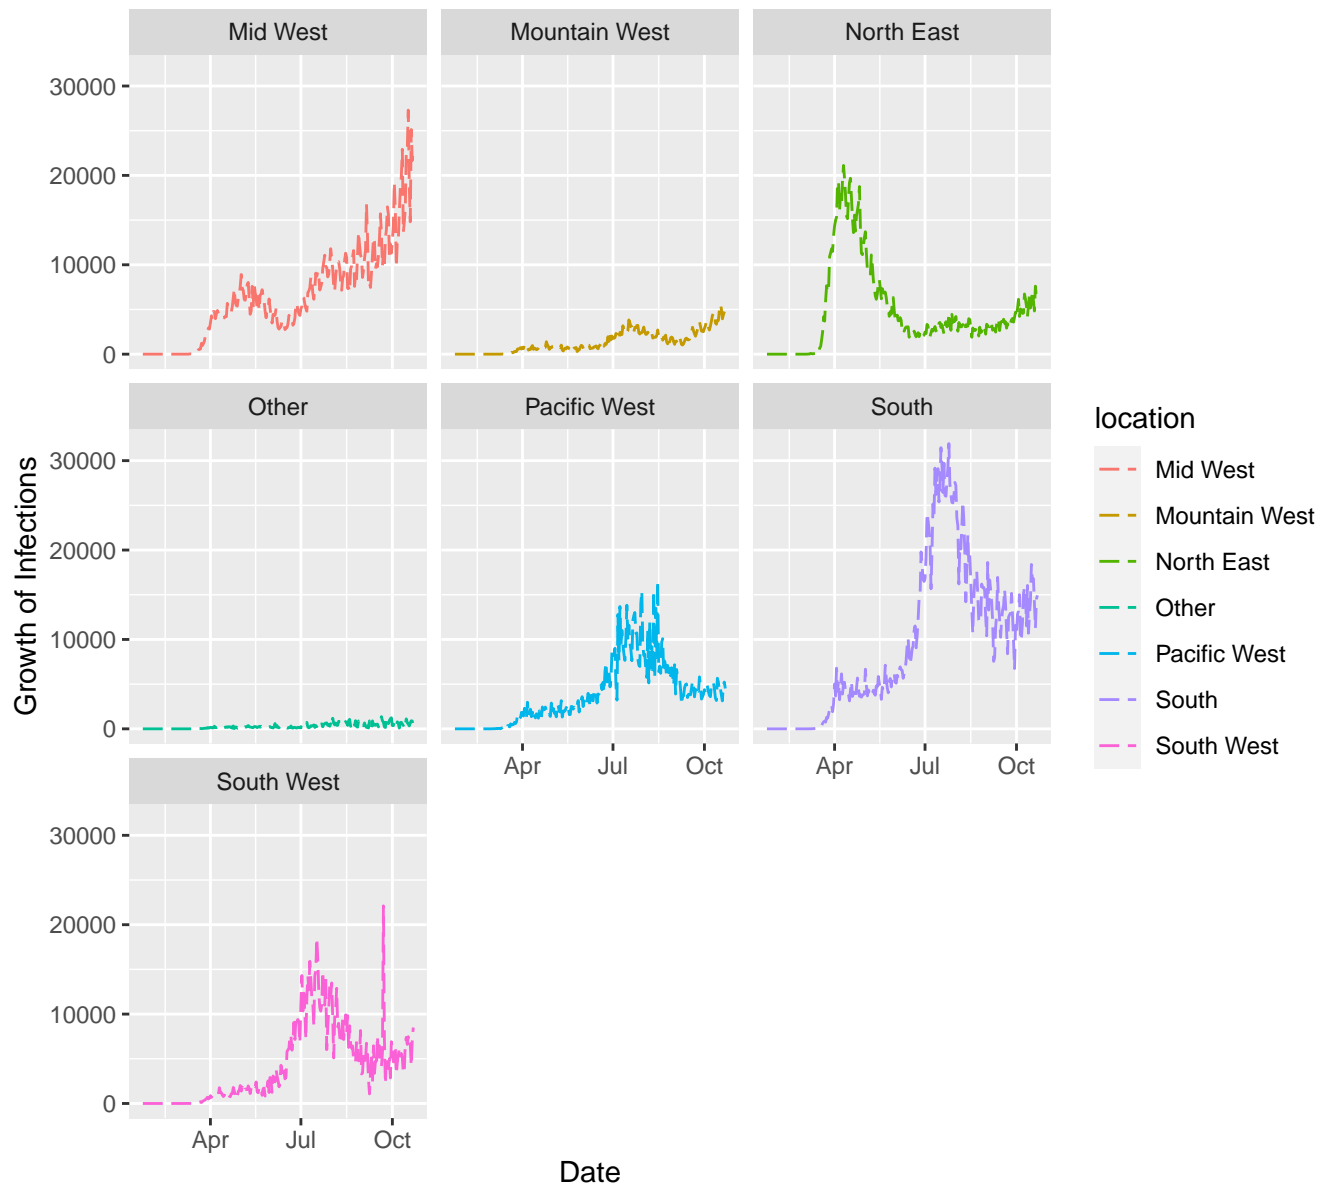 Mid West
Mountain West
North East
30000
20000
10000
0
Other
Pacific West
South
30000
20000
10000
0
Apr
Jul
Oct
Apr
Jul
Oct
South West
30000
20000
10000
0
Apr
Jul
Oct
Date
Growth of Infections
location
Mid West
Mountain West
North East
Other
Pacific West
South
South West